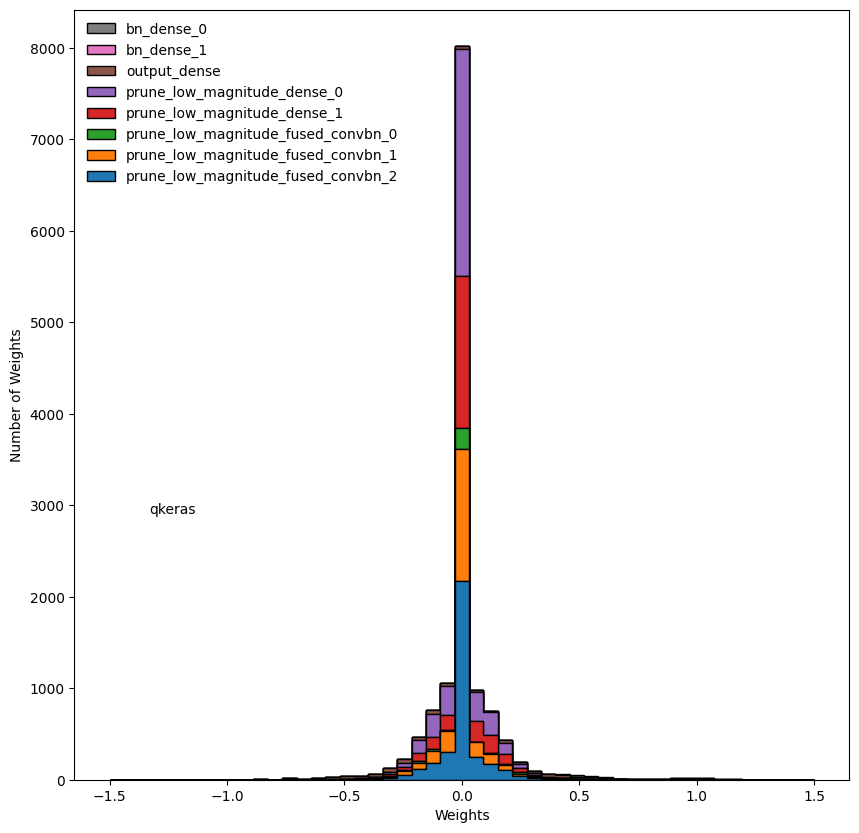 bn_dense_0
bn_dense_1
output_dense
prune_low_magnitude_dense_0
prune_low_magnitude_dense_1
prune_low_magnitude_fused_convbn_0
prune_low_magnitude_fused_convbn_1
prune_low_magnitude_fused_convbn_2
8000
7000
6000
5000
4000
3000
2000
1000
0
Number of Weights
qkeras
−1.5 −1.0 −0.5 0.0 0.5 1.0 1.5
Weights